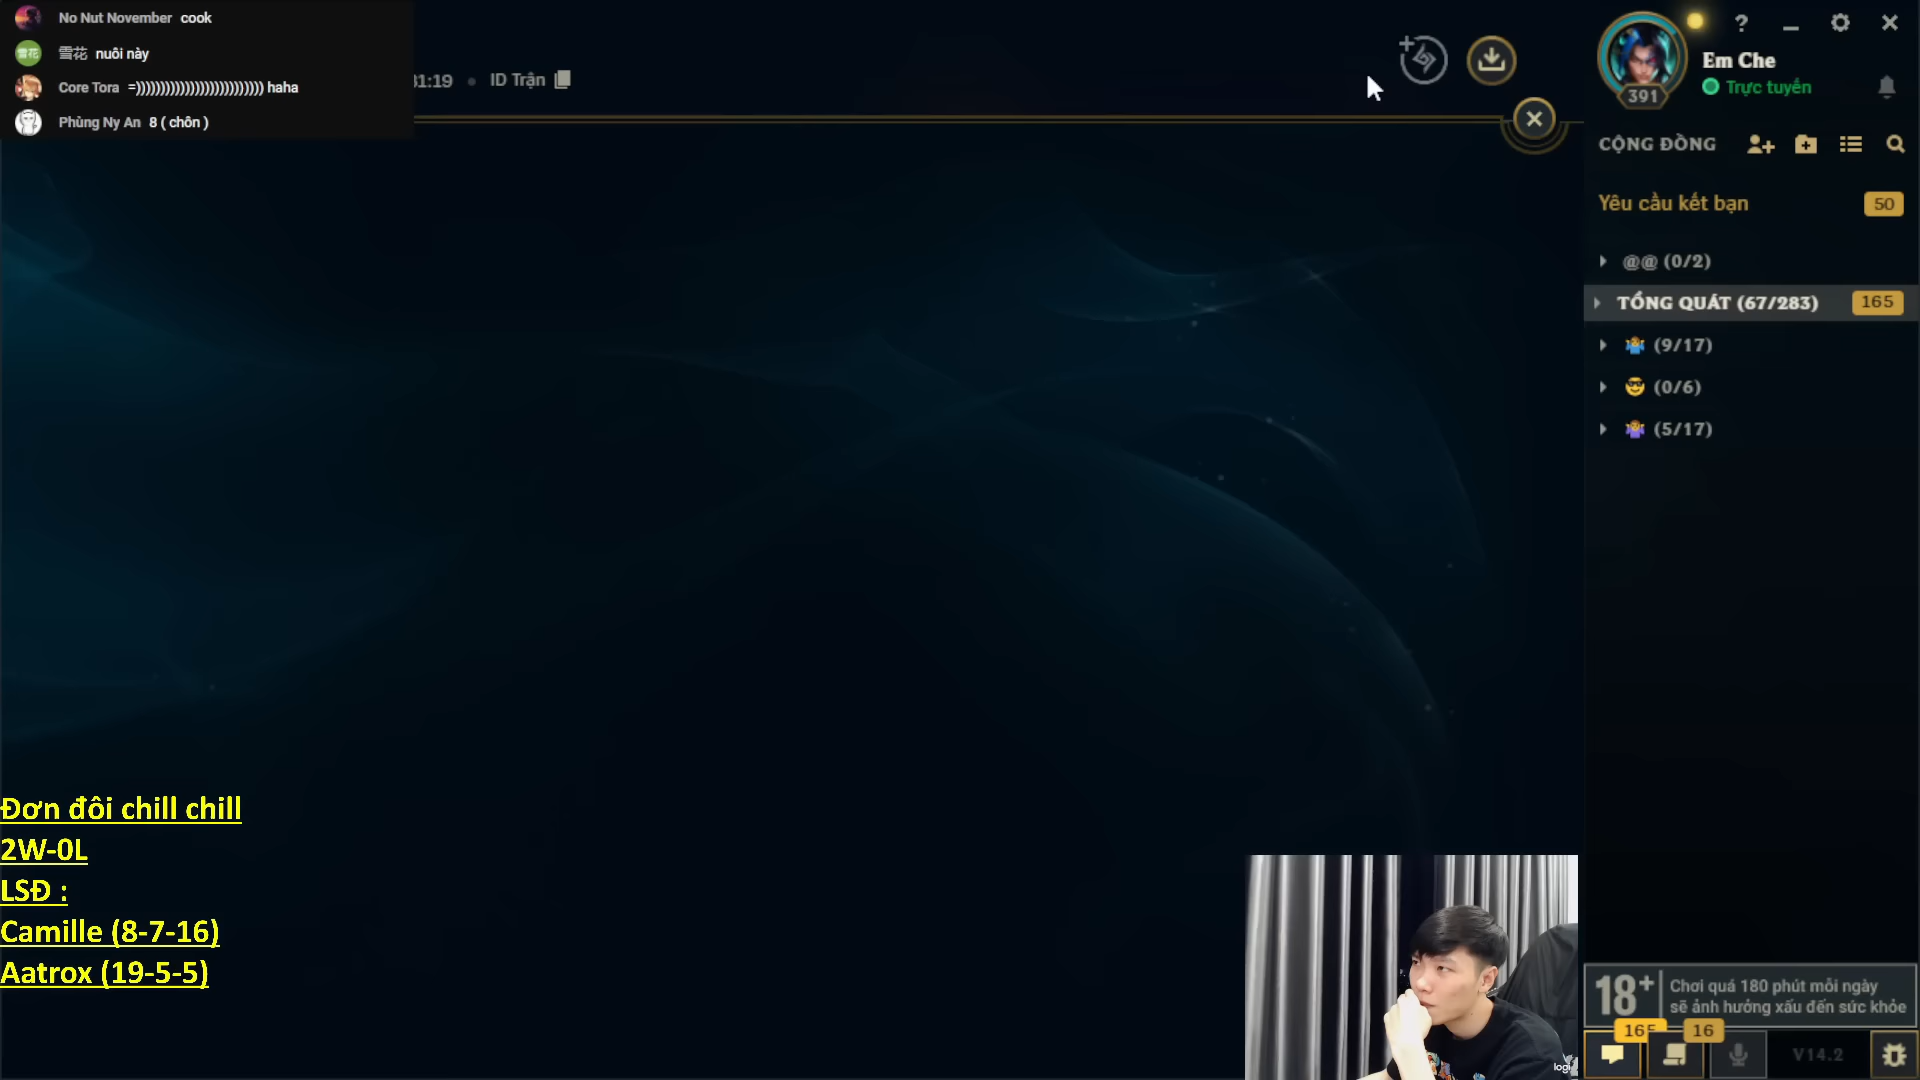 No Nut November cook
雪花 nuôi này
Core Tora =)))))))))))))))))))))))))) haha
Phùng Ny An 8 ( chôn )
31:19 ID Trận
391
Em Che
Trực tuyến
CỘNG ĐỒNG
Yêu cầu kết bạn 50
@@ (0/2)
TỔNG QUÁT (67/283) 165
(9/17)
(0/6)
(5/17)
Đơn đôi chill chill
2W-0L
LSĐ :
Camille (8-7-16)
Aatrox (19-5-5)
18+
Chơi quá 180 phút mỗi ngày
sẽ ảnh hưởng xấu đến sức khỏe
16
V14.2